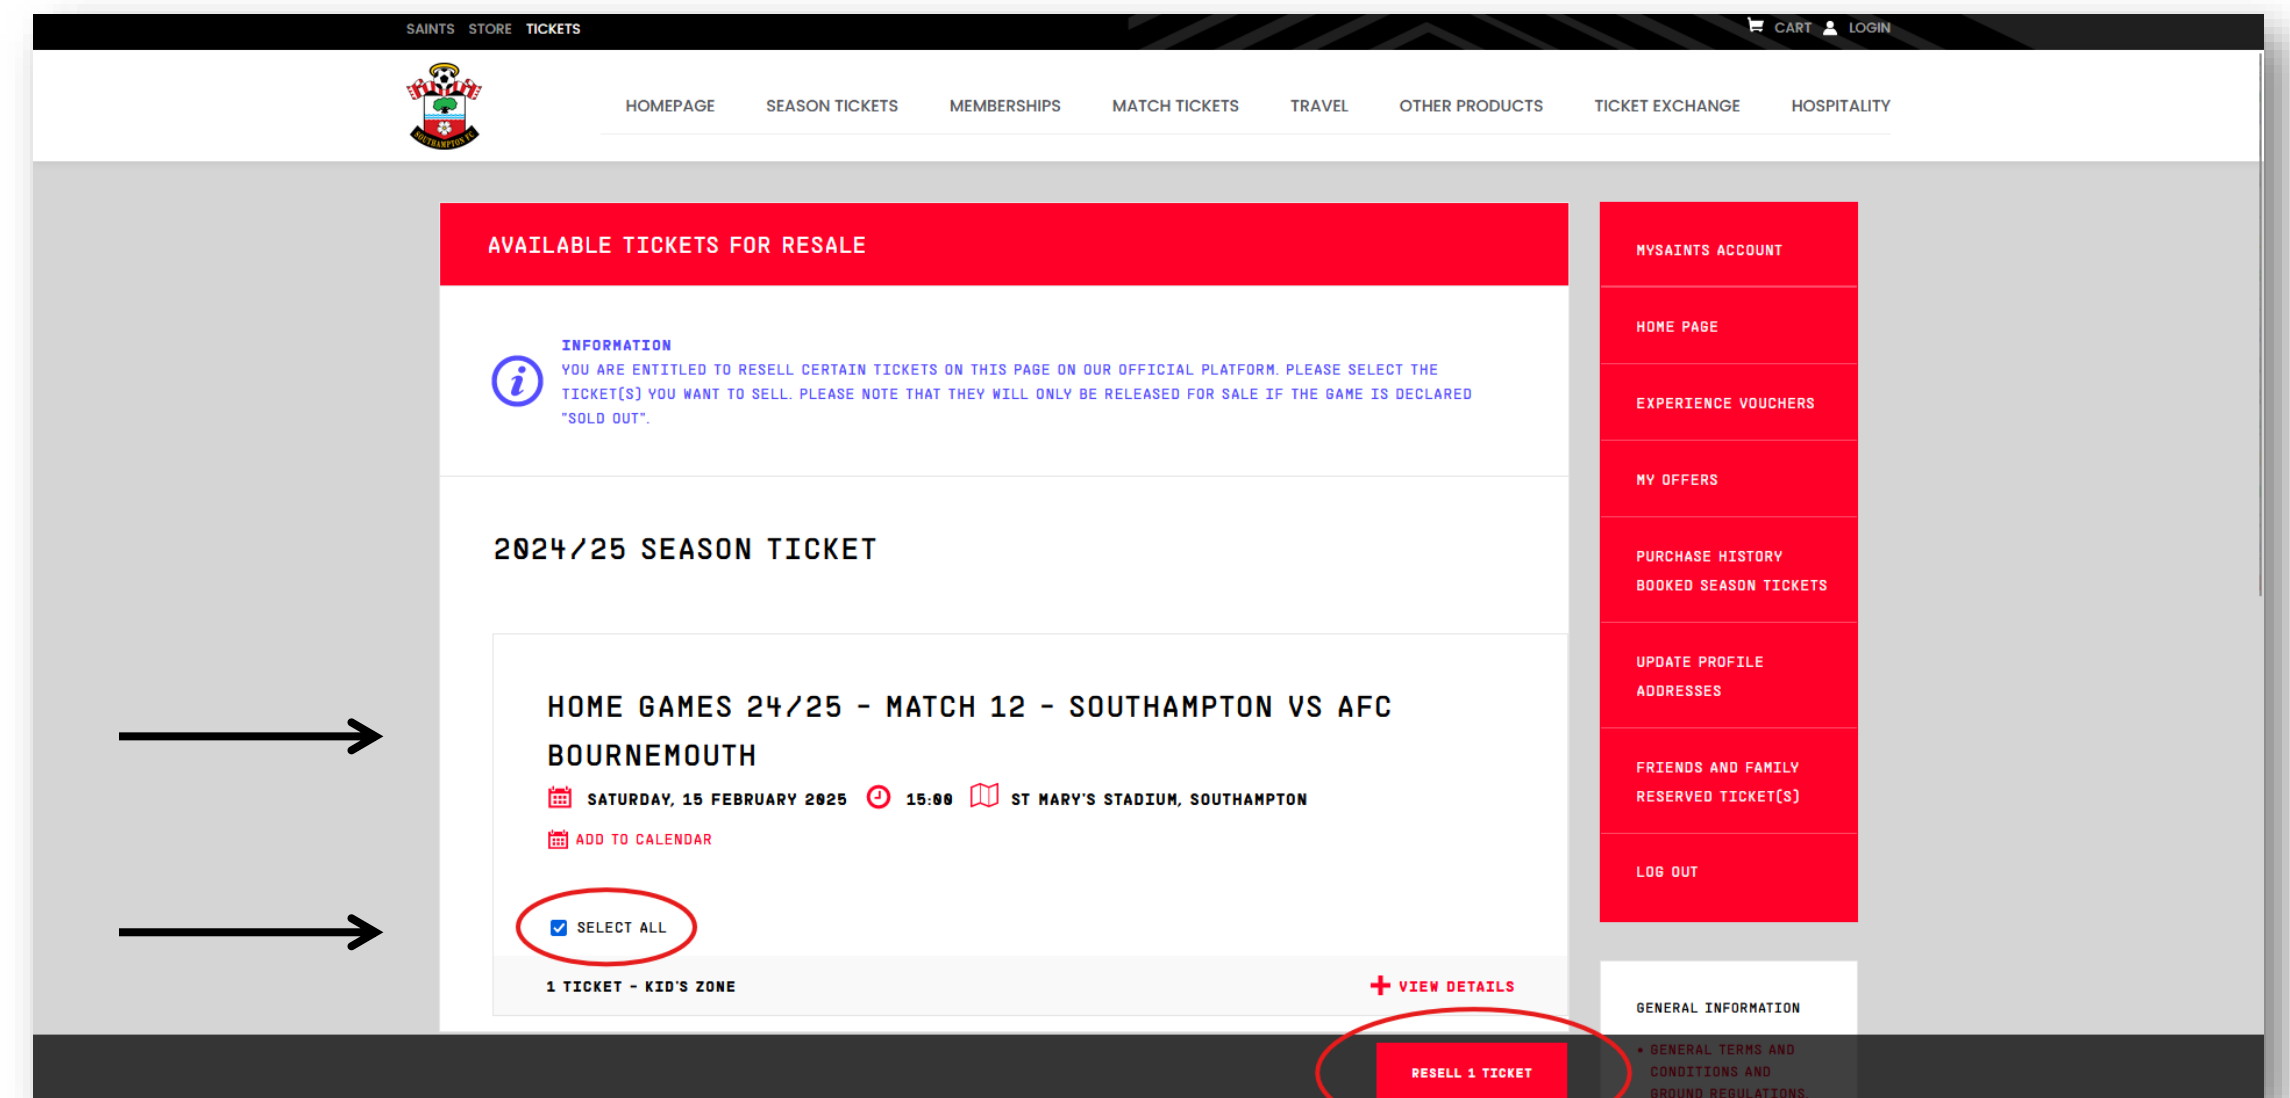 SAINTS STORE TICKETS
CART LOGIN
SOUTHAMPTON FC
HOMEPAGE SEASON TICKETS MEMBERSHIPS MATCH TICKETS TRAVEL OTHER PRODUCTS TICKET EXCHANGE HOSPITALITY
AVAILABLE TICKETS FOR RESALE
INFORMATION
YOU ARE ENTITLED TO RESELL CERTAIN TICKETS ON THIS PAGE ON OUR OFFICIAL PLATFORM. PLEASE SELECT THE
TICKET(S) YOU WANT TO SELL. PLEASE NOTE THAT THEY WILL ONLY BE RELEASED FOR SALE IF THE GAME IS DECLARED
"SOLD OUT".
2024/25 SEASON TICKET
HOME GAMES 24/25 - MATCH 12 - SOUTHAMPTON VS AFC
BOURNEMOUTH
SATURDAY, 15 FEBRUARY 2025 15:00 ST MARY'S STADIUM, SOUTHAMPTON
ADD TO CALENDAR
SELECT ALL
1 TICKET - KID'S ZONE
VIEW DETAILS
RESELL 1 TICKET
MYSAINTS ACCOUNT
HOME PAGE
EXPERIENCE VOUCHERS
MY OFFERS
PURCHASE HISTORY
BOOKED SEASON TICKETS
UPDATE PROFILE
ADDRESSES
FRIENDS AND FAMILY
RESERVED TICKET(S)
LOG OUT
GENERAL INFORMATION
• GENERAL TERMS AND
CONDITIONS AND
GROUND REGULATIONS.